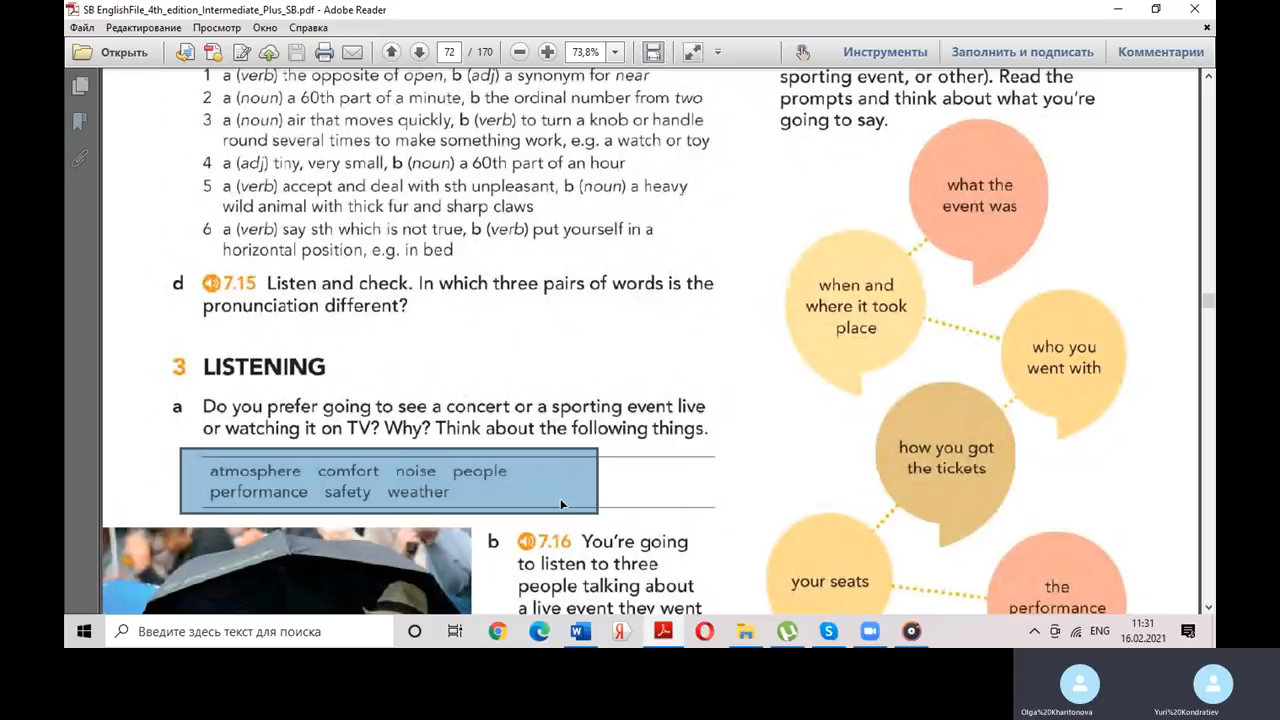 SB EnglishFile_4th_edition_Intermediate_Plus_SB.pdf - Adobe Reader
Файл Редактирование Просмотр Окно Справка
Открыть 72 / 170 73,8% Инструменты Заполнить и подписать Комментарии
1 a (verb) the opposite of open, b (adj) a synonym for near
2 a (noun) a 60th part of a minute, b the ordinal number from two
3 a (noun) air that moves quickly, b (verb) to turn a knob or handle
round several times to make something work, e.g. a watch or toy
4 a (adj) tiny, very small, b (noun) a 60th part of an hour
5 a (verb) accept and deal with sth unpleasant, b (noun) a heavy
wild animal with thick fur and sharp claws
6 a (verb) say sth which is not true, b (verb) put yourself in a
horizontal position, e.g. in bed
d 7.15 Listen and check. In which three pairs of words is the
pronunciation different?
3 LISTENING
a Do you prefer going to see a concert or a sporting event live
or watching it on TV? Why? Think about the following things.
atmosphere comfort noise people
performance safety weather
b 7.16 You're going
to listen to three
people talking about
a live event they went
sporting event, or other). Read the
prompts and think about what you're
going to say.
what the
event was
when and
where it took
place
who you
went with
how you got
the tickets
your seats
the
performance
Введите здесь текст для поиска
ENG
11:31
16.02.2021
Olga%20Kharitonova
Yuri%20Kondratiev